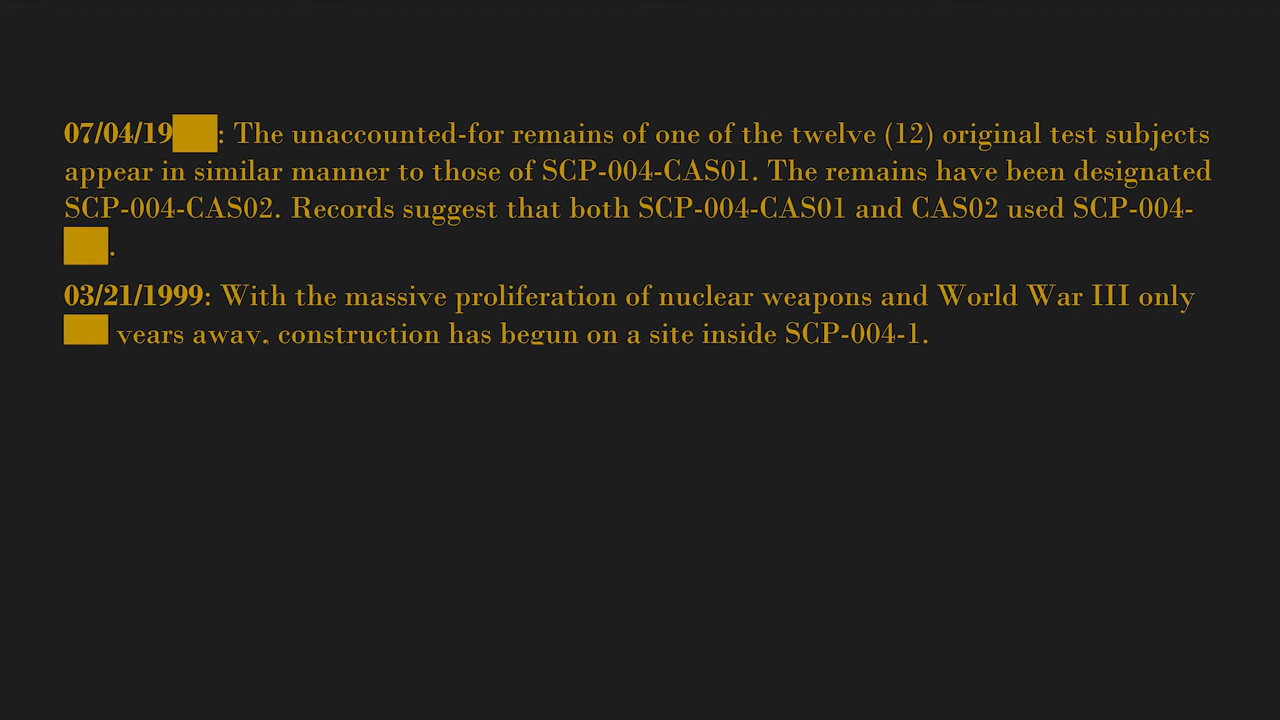 07/04/19██: The unaccounted-for remains of one of the twelve (12) original test subjects
appear in similar manner to those of SCP-004-CAS01. The remains have been designated
SCP-004-CAS02. Records suggest that both SCP-004-CAS01 and CAS02 used SCP-004-
██.
03/21/1999: With the massive proliferation of nuclear weapons and World War III only
██ years away, construction has begun on a site inside SCP-004-1.